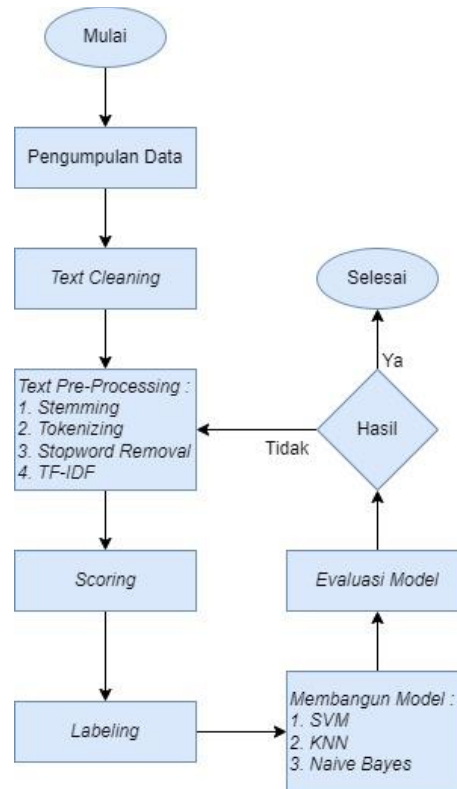 Mulai
Pengumpulan Data
Text Cleaning
Text Pre-Processing :
1. Stemming
2. Tokenizing
3. Stopword Removal
4. TF-IDF
Scoring
Labeling
Membangun Model :
1. SVM
2. KNN
3. Naive Bayes
Evaluasi Model
Hasil
Tidak
Ya
Selesai